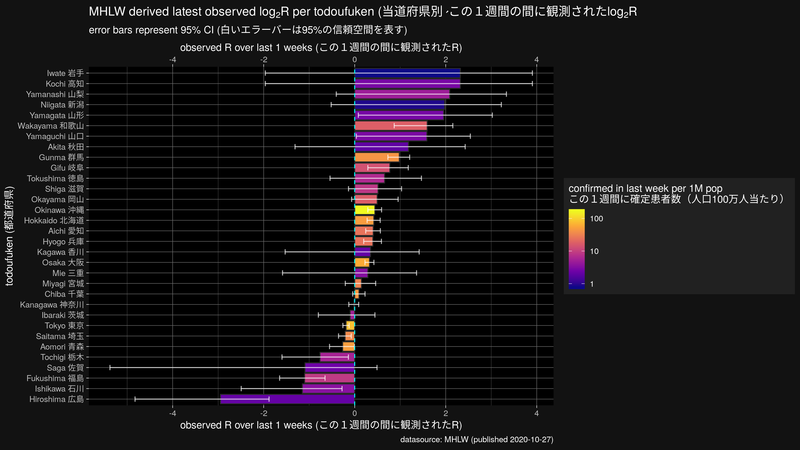 MHLW derived latest observed log2R per todoufuken (当道府県別 ·この１週間の間に観測されたlog2R
error bars represent 95% CI (白いエラーバーは95%の信頼空間を表す)
observed R over last 1 weeks (この１週間の間に観測されたR)
-4 -2 0 2 4
todoufuken (都道府県)
Iwate 岩手
Kochi 高知
Yamanashi 山梨
Niigata 新潟
Yamagata 山形
Wakayama 和歌山
Yamaguchi 山口
Akita 秋田
Gunma 群馬
Gifu 岐阜
Tokushima 徳島
Shiga 滋賀
Okayama 岡山
Okinawa 沖縄
Hokkaido 北海道
Aichi 愛知
Hyogo 兵庫
Kagawa 香川
Osaka 大阪
Mie 三重
Miyagi 宮城
Chiba 千葉
Kanagawa 神奈川
Ibaraki 茨城
Tokyo 東京
Saitama 埼玉
Aomori 青森
Tochigi 栃木
Saga 佐賀
Fukushima 福島
Ishikawa 石川
Hiroshima 広島
-4 -2 0 2 4
observed R over last 1 weeks (この１週間の間に観測されたR)
datasource: MHLW (published 2020-10-27)
confirmed in last week per 1M pop
この１週間に確定患者数（人口100万人当たり）
100
10
1